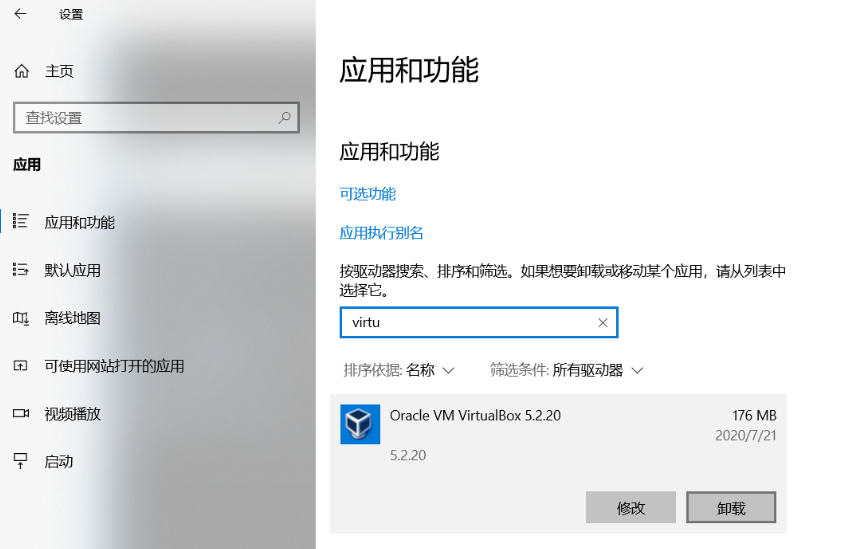 设置
主页
查找设置
应用
应用和功能
默认应用
离线地图
可使用网站打开的应用
视频播放
启动
应用和功能
应用和功能
可选功能
应用执行别名
按驱动器搜索、排序和筛选。如果想要卸载或移动某个应用，请从列表中
选择它。
virtu
排序依据: 名称 筛选条件: 所有驱动器
Oracle VM VirtualBox 5.2.20 176 MB
2020/7/21
5.2.20
修改 卸载